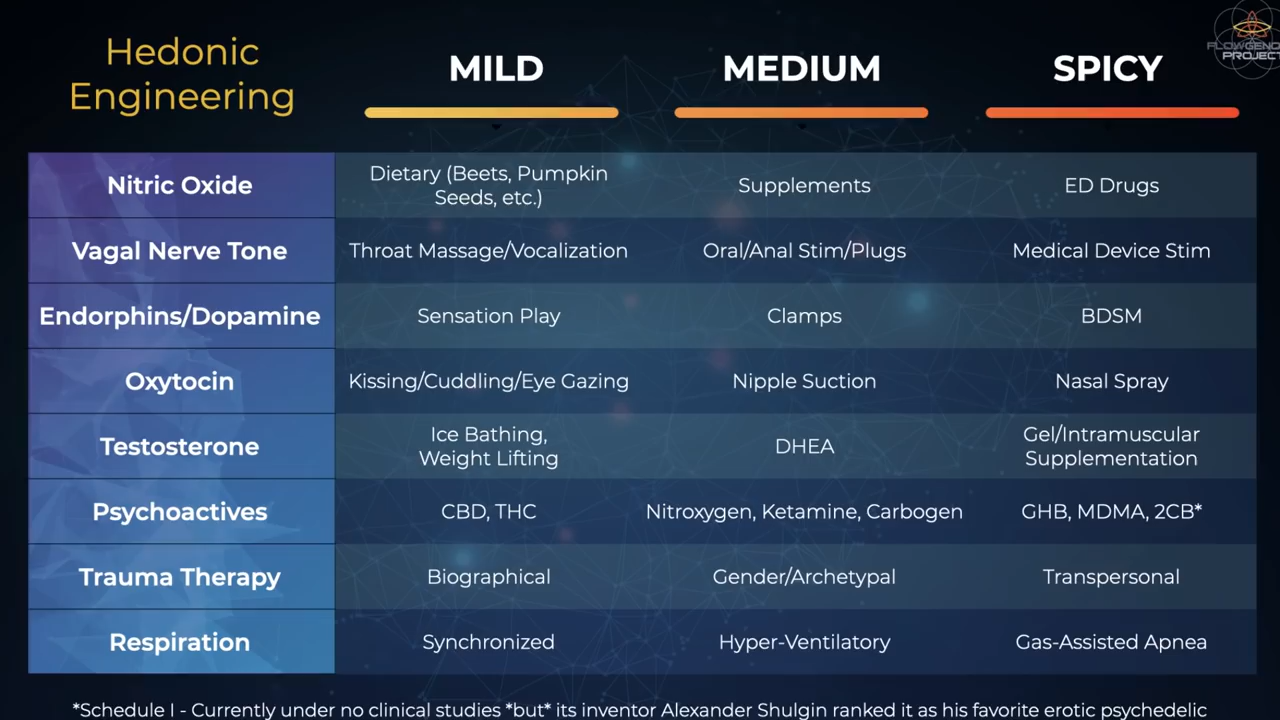 Hedonic
Engineering
MILD
MEDIUM
SPICY
FLOWGENOME
PROJECT
Nitric Oxide
Dietary (Beets, Pumpkin
Seeds, etc.)
Supplements
ED Drugs
Vagal Nerve Tone
Throat Massage/Vocalization
Oral/Anal Stim/Plugs
Medical Device Stim
Endorphins/Dopamine
Sensation Play
Clamps
BDSM
Oxytocin
Kissing/Cuddling/Eye Gazing
Nipple Suction
Nasal Spray
Testosterone
Ice Bathing,
Weight Lifting
DHEA
Gel/Intramuscular
Supplementation
Psychoactives
CBD, THC
Nitroxygen, Ketamine, Carbogen
GHB, MDMA, 2CB*
Trauma Therapy
Biographical
Gender/Archetypal
Transpersonal
Respiration
Synchronized
Hyper-Ventilatory
Gas-Assisted Apnea
*Schedule I - Currently under no clinical studies *but* its inventor Alexander Shulgin ranked it as his favorite erotic psychedelic